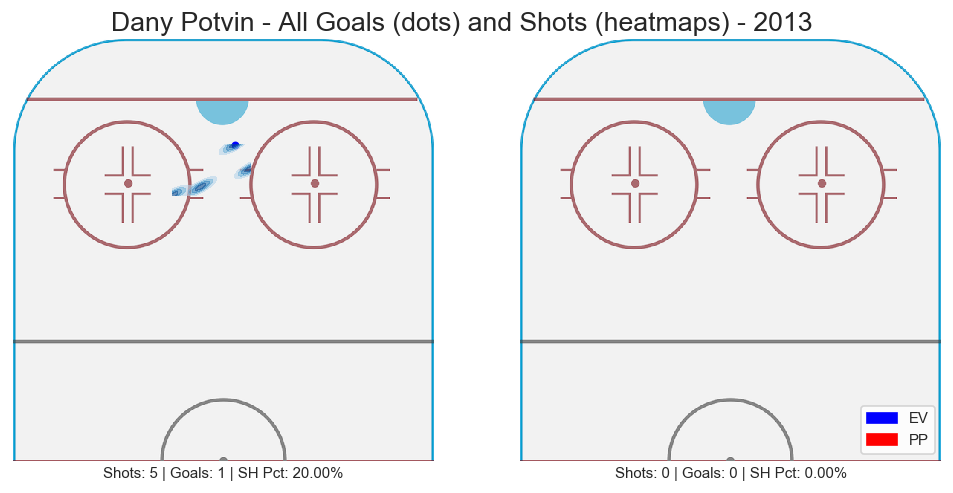 Dany Potvin - All Goals (dots) and Shots (heatmaps) - 2013
EV
PP
Shots: 5 | Goals: 1 | SH Pct: 20.00%
Shots: 0 | Goals: 0 | SH Pct: 0.00%